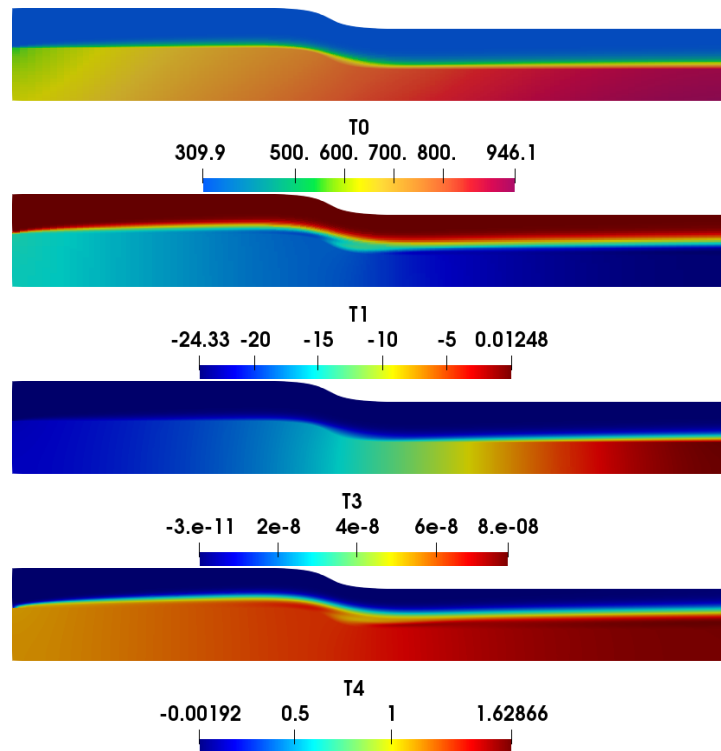 T0
309.9 500. 600. 700. 800. 946.1
T1
-24.33 -20 -15 -10 -5 0.01248
T3
-3.e-11 2e-8 4e-8 6e-8 8.e-08
T4
-0.00192 0.5 1 1.62866